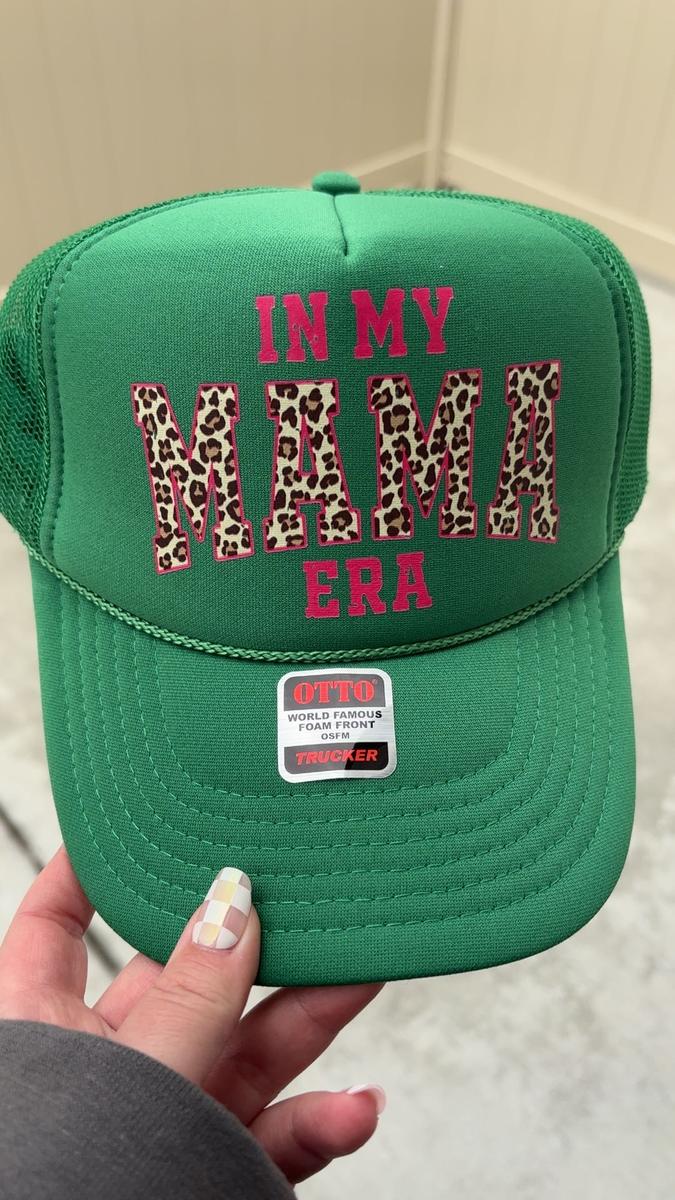 IN MY
MAMA
ERA
OTTO®
WORLD FAMOUS
FOAM FRONT
OSFM
TRUCKER